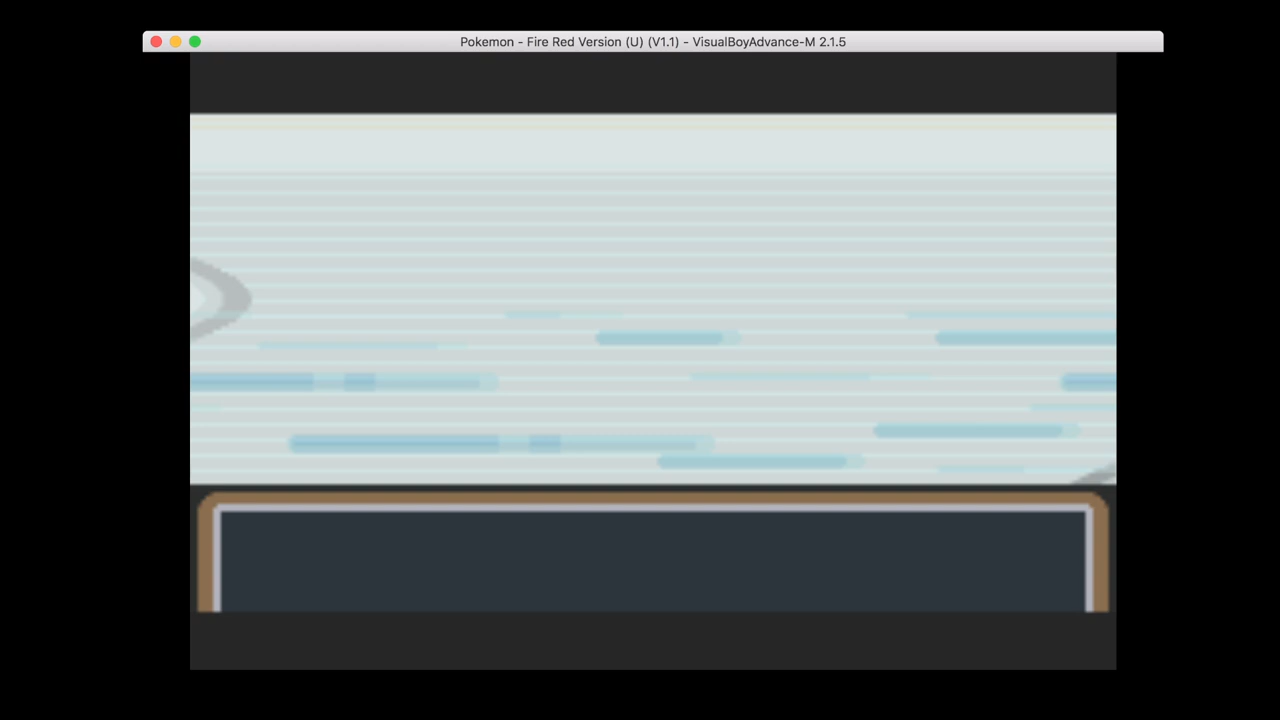 Pokemon - Fire Red Version (U) (V1.1) - VisualBoyAdvance-M 2.1.5